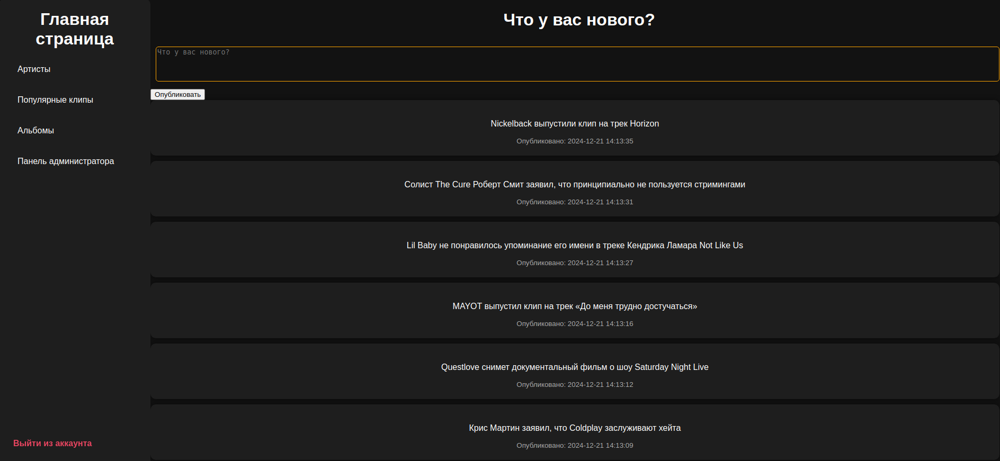 Главная
страница
Артисты
Популярные клипы
Альбомы
Панель администратора
Выйти из аккаунта
Что у вас нового?
Что у вас нового?
Опубликовать
Nickelback выпустили клип на трек Horizon
Опубликовано: 2024-12-21 14:13:35
Солист The Cure Роберт Смит заявил, что принципиально не пользуется стримингами
Опубликовано: 2024-12-21 14:13:31
Lil Baby не понравилось упоминание его имени в треке Кендрика Ламара Not Like Us
Опубликовано: 2024-12-21 14:13:27
MAYOT выпустил клип на трек «До меня трудно достучаться»
Опубликовано: 2024-12-21 14:13:16
Questlove снимет документальный фильм о шоу Saturday Night Live
Опубликовано: 2024-12-21 14:13:12
Крис Мартин заявил, что Coldplay заслуживают хейта
Опубликовано: 2024-12-21 14:13:09